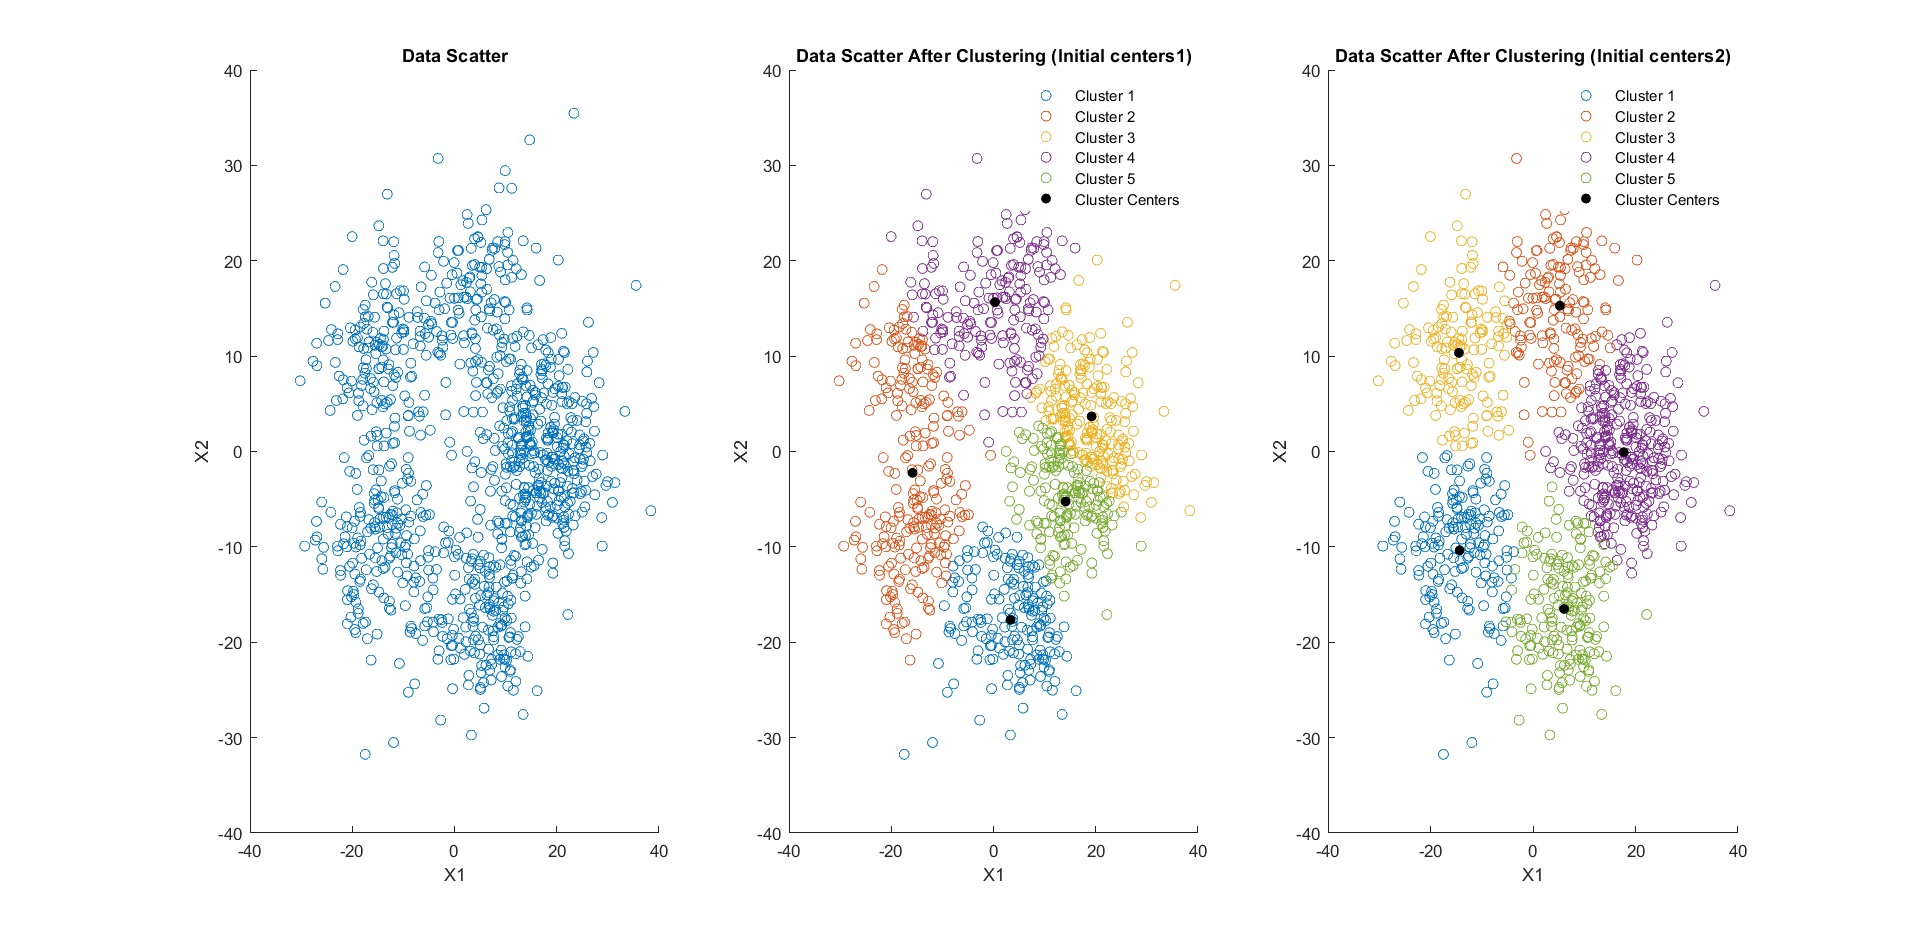 Data Scatter
40
30
20
10
0
-10
-20
-30
-40
-40
-20
0
20
40
X1
X2
Data Scatter After Clustering (Initial centers1)
Cluster 1
Cluster 2
Cluster 3
Cluster 4
Cluster 5
Cluster Centers
40
30
20
10
0
-10
-20
-30
-40
-40
-20
0
20
40
X1
X2
Data Scatter After Clustering (Initial centers2)
Cluster 1
Cluster 2
Cluster 3
Cluster 4
Cluster 5
Cluster Centers
40
30
20
10
0
-10
-20
-30
-40
-40
-20
0
20
40
X1
X2